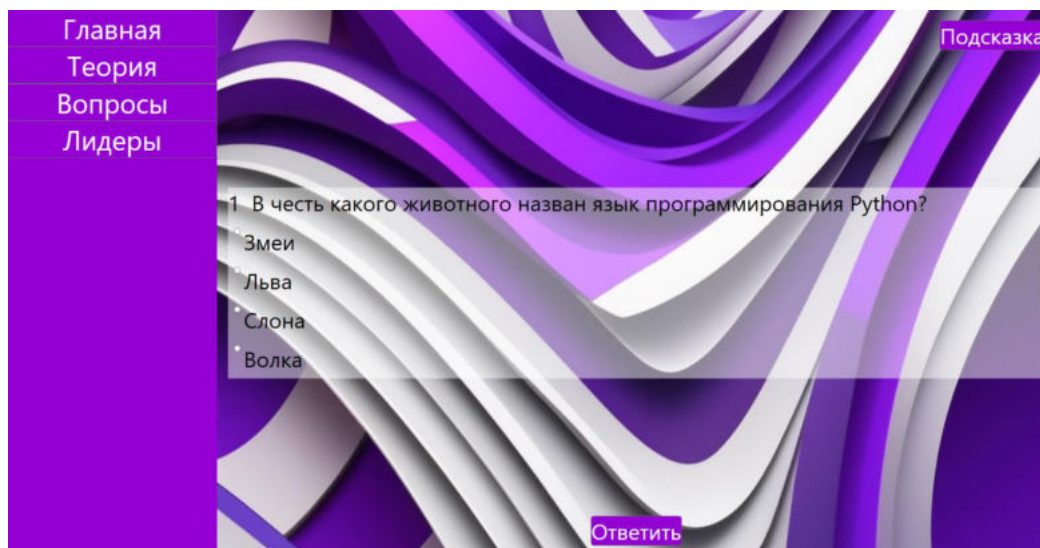 Главная
Теория
Вопросы
Лидеры
Подсказка
1 В честь какого животного назван язык программирования Python?
Змеи
Льва
Слона
Волка
Ответить